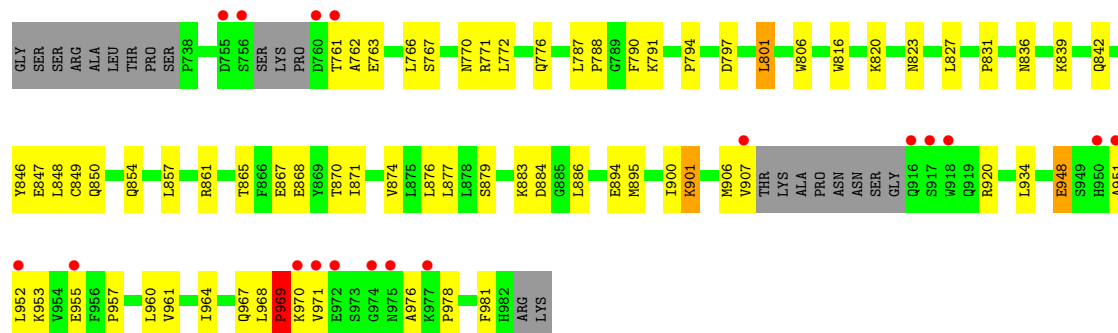 GLY SER SER ARG ALA LEU THR PRO SER P738 D755 S756 SER LYS PRO D760 T761 A762 E763 L766 S767 N770 R771 L772 Q776 L787 P788 G789 F790 K791 P794 D797 L801 W806 W816 K820 N823 L827 P831 N836 K839 Q842
Y846 E847 L848 C849 Q850 Q854 L857 R861 T865 F866 E867 E868 Y869 T870 I871 V874 L875 L876 L877 L878 S879 K883 D884 G885 L886 E894 M895 I900 K901 M906 V907 THR LYS ALA PRO ASN ASN SER GLY Q916 S917 W918 Q919 R920 L934 E948 S949 H950 A951
L952 K953 V954 E955 F956 P957 L960 V961 I964 Q967 L968 P969 K970 V971 E972 S973 G974 N975 A976 K977 P978 F981 H982 ARG LYS